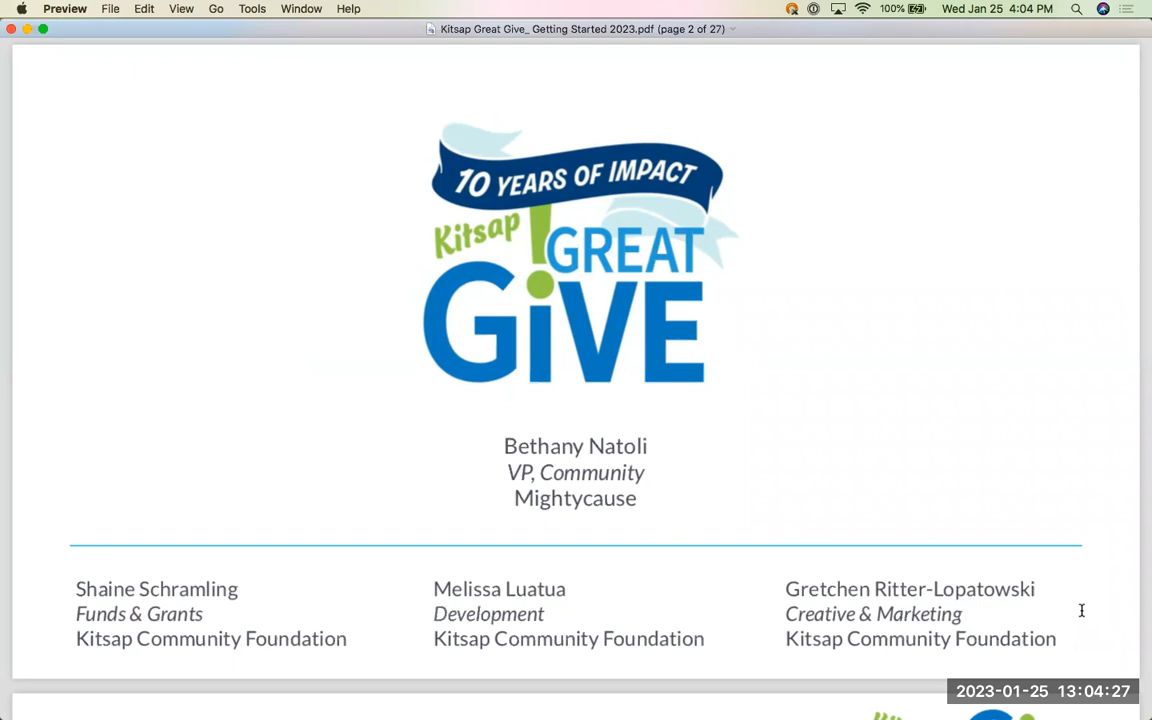 Preview File Edit View Go Tools Window Help 100% Wed Jan 25 4:04 PM
Kitsap Great Give_ Getting Started 2023.pdf (page 2 of 27)
10 YEARS OF IMPACT
Kitsap
GREAT
GiVE
Bethany Natoli
VP, Community
Mightycause
Shaine Schramling
Funds & Grants
Kitsap Community Foundation
Melissa Luatua
Development
Kitsap Community Foundation
Gretchen Ritter-Lopatowski
Creative & Marketing
Kitsap Community Foundation
2023-01-25 13:04:27